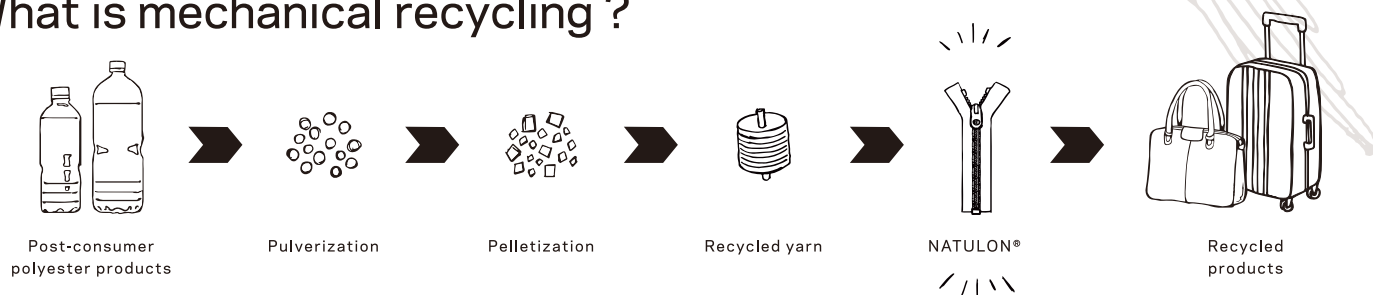 What is mechanical recycling ?
Post-consumer
polyester products
Pulverization
Pelletization
Recycled yarn
NATULON®
Recycled
products